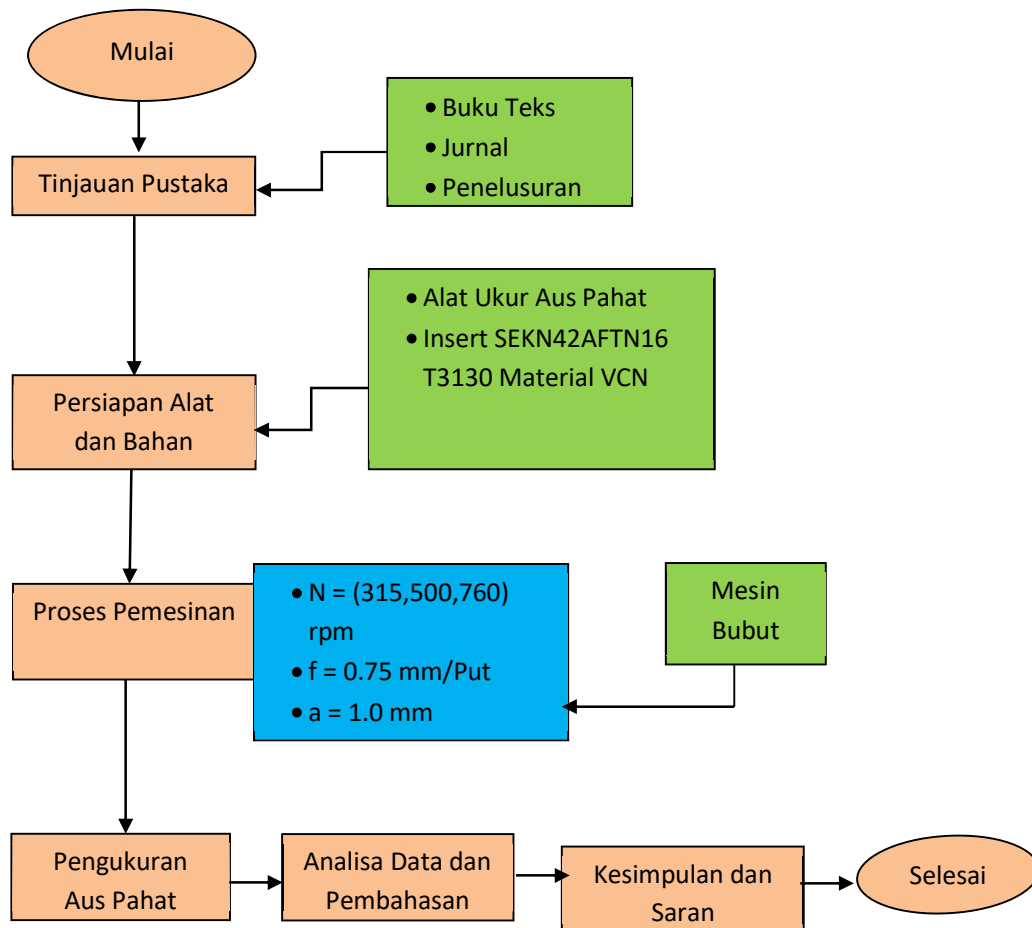 Mulai
• Buku Teks
• Jurnal
• Penelusuran
Tinjauan Pustaka
• Alat Ukur Aus Pahat
• Insert SEKN42AFTN16
T3130 Material VCN
Persiapan Alat
dan Bahan
Proses Pemesinan
• N = (315,500,760)
rpm
• f = 0.75 mm/Put
• a = 1.0 mm
Mesin
Bubut
Pengukuran
Aus Pahat
Analisa Data dan
Pembahasan
Kesimpulan dan
Saran
Selesai